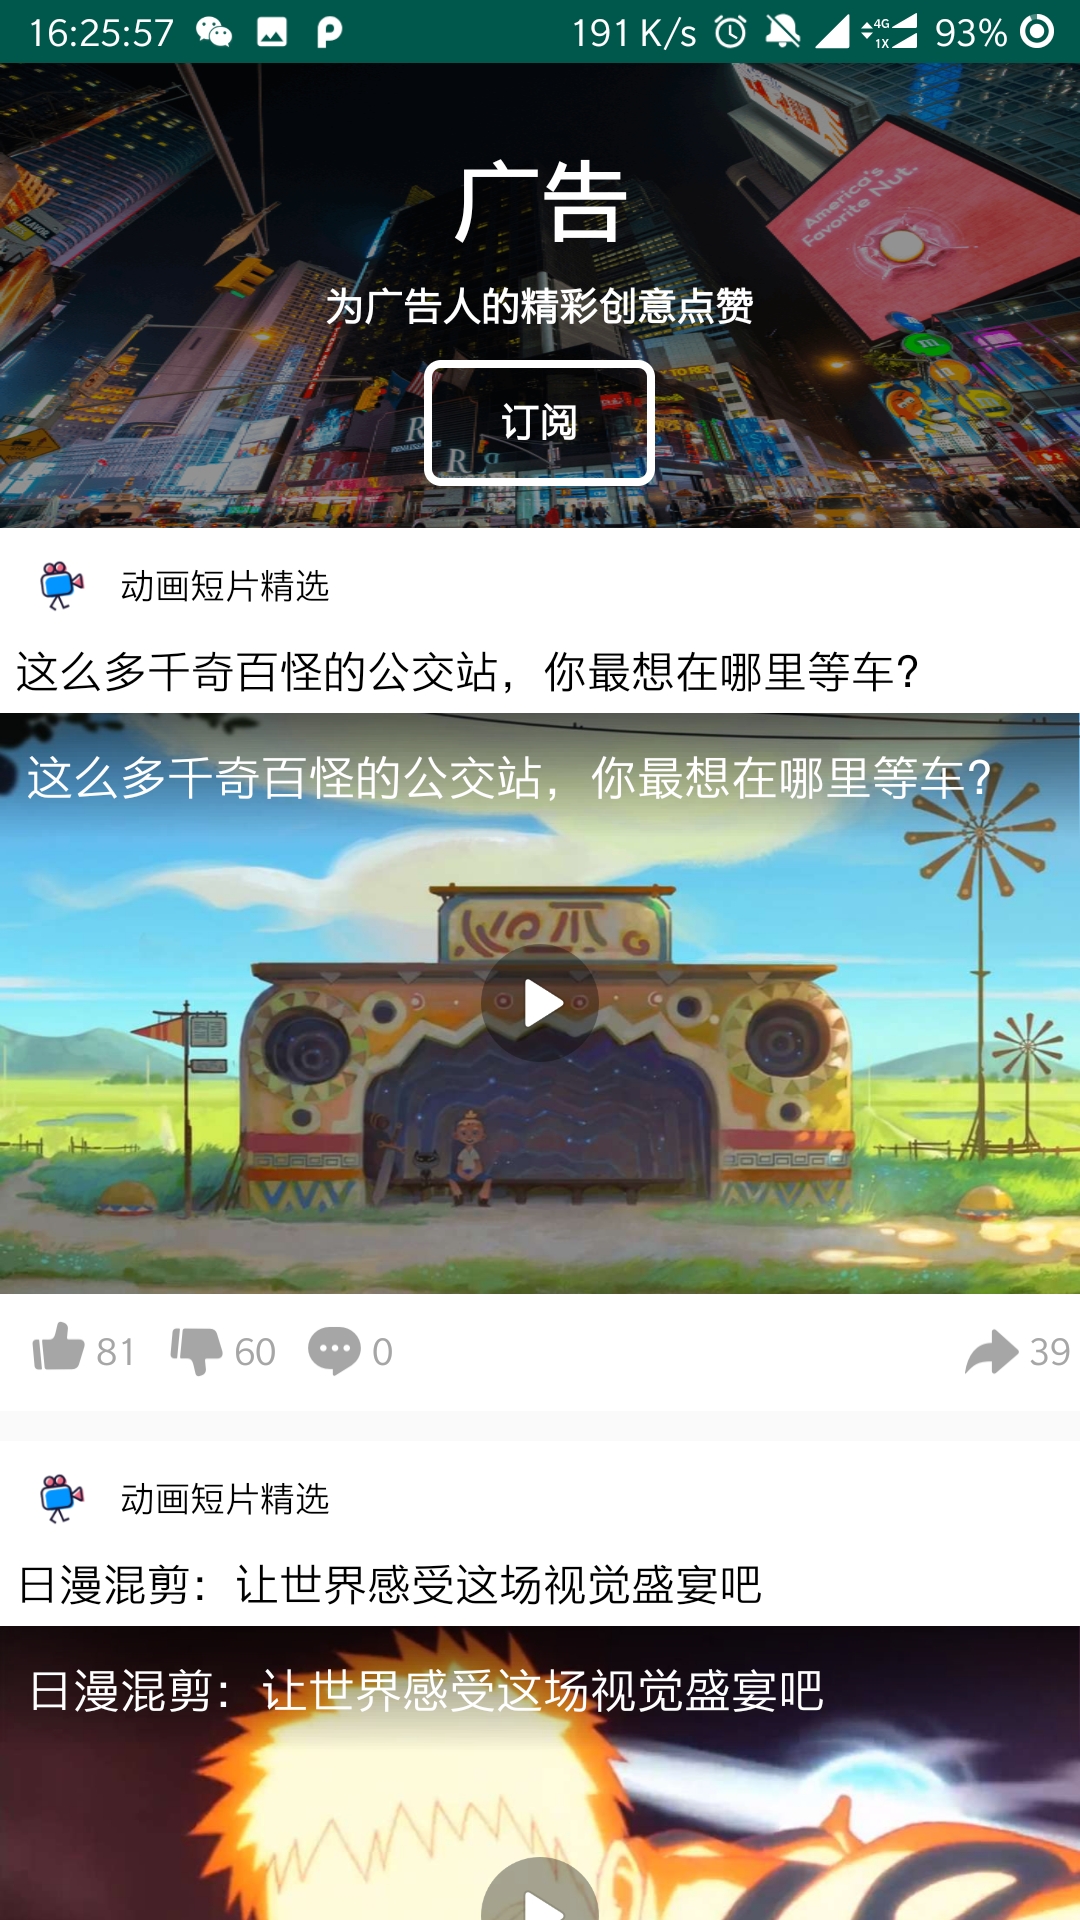 16:25:57 191 K/s 4G 1X 93%
America's
Favorite Nut.
广告
为广告人的精彩创意点赞
订阅
动画短片精选
这么多千奇百怪的公交站，你最想在哪里等车？
这么多千奇百怪的公交站，你最想在哪里等车？
81 60 0 39
动画短片精选
日漫混剪：让世界感受这场视觉盛宴吧
日漫混剪：让世界感受这场视觉盛宴吧